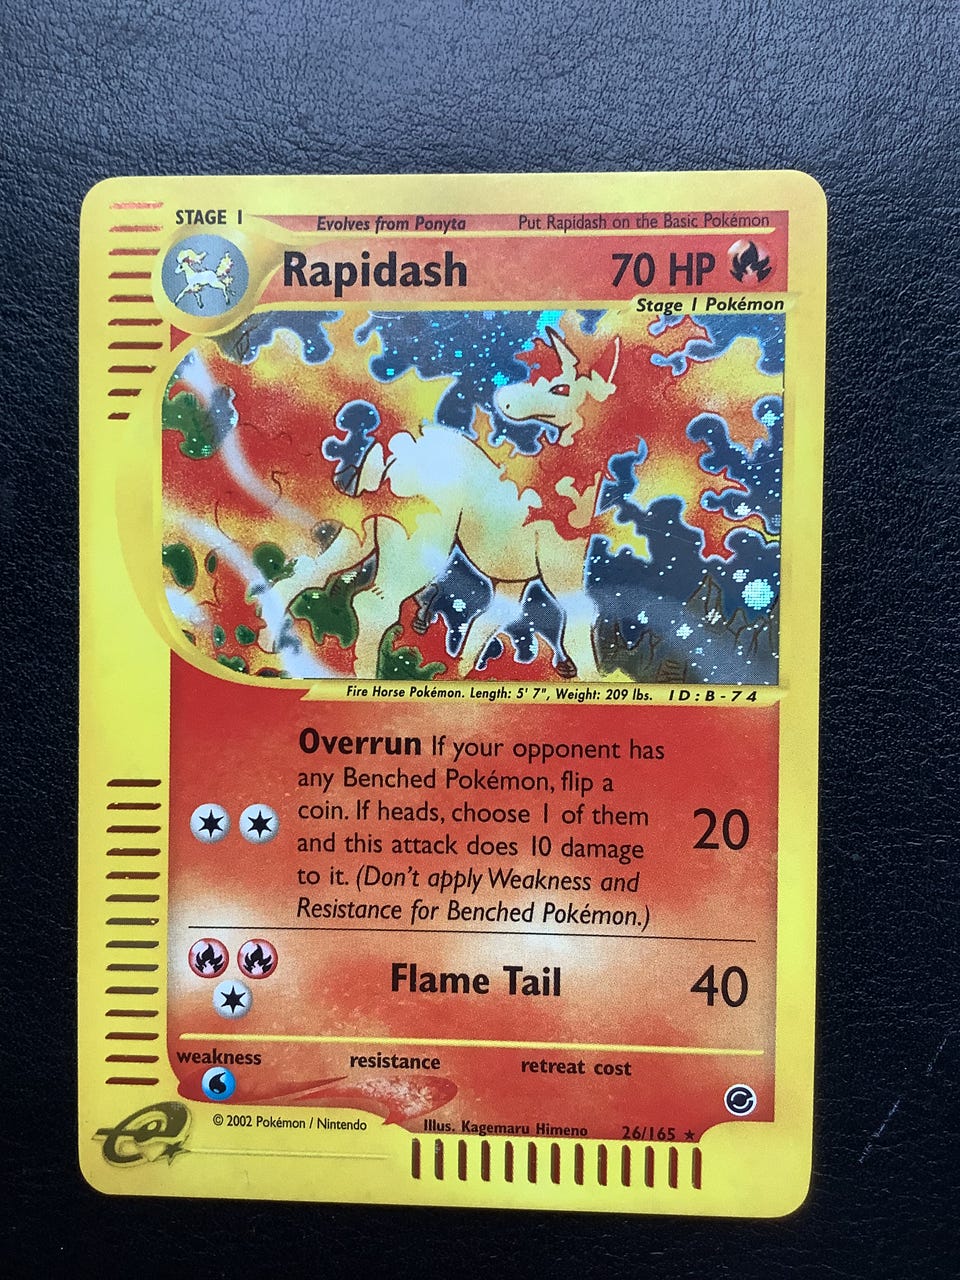 STAGE 1 Evolves from Ponyta Put Rapidash on the Basic Pokémon
Rapidash 70 HP
Stage 1 Pokémon
Fire Horse Pokémon. Length: 5' 7", Weight: 209 lbs. ID:B-74
Overrun If your opponent has
any Benched Pokémon, flip a
coin. If heads, choose 1 of them
and this attack does 10 damage
to it. (Don't apply Weakness and
Resistance for Benched Pokémon.)
20
Flame Tail 40
weakness resistance retreat cost
© 2002 Pokémon / Nintendo Illus. Kagemaru Himeno 26/165 ★
e